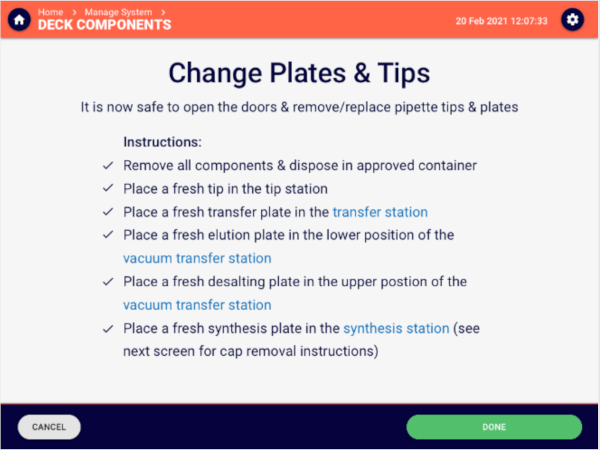 Home > Manage System >
DECK COMPONENTS
20 Feb 2021 12:07:33
Change Plates & Tips
It is now safe to open the doors & remove/replace pipette tips & plates
Instructions:
Remove all components & dispose in approved container
Place a fresh tip in the tip station
Place a fresh transfer plate in the transfer station
Place a fresh elution plate in the lower position of the
vacuum transfer station
Place a fresh desalting plate in the upper postion of the
vacuum transfer station
Place a fresh synthesis plate in the synthesis station (see
next screen for cap removal instructions)
CANCEL
DONE